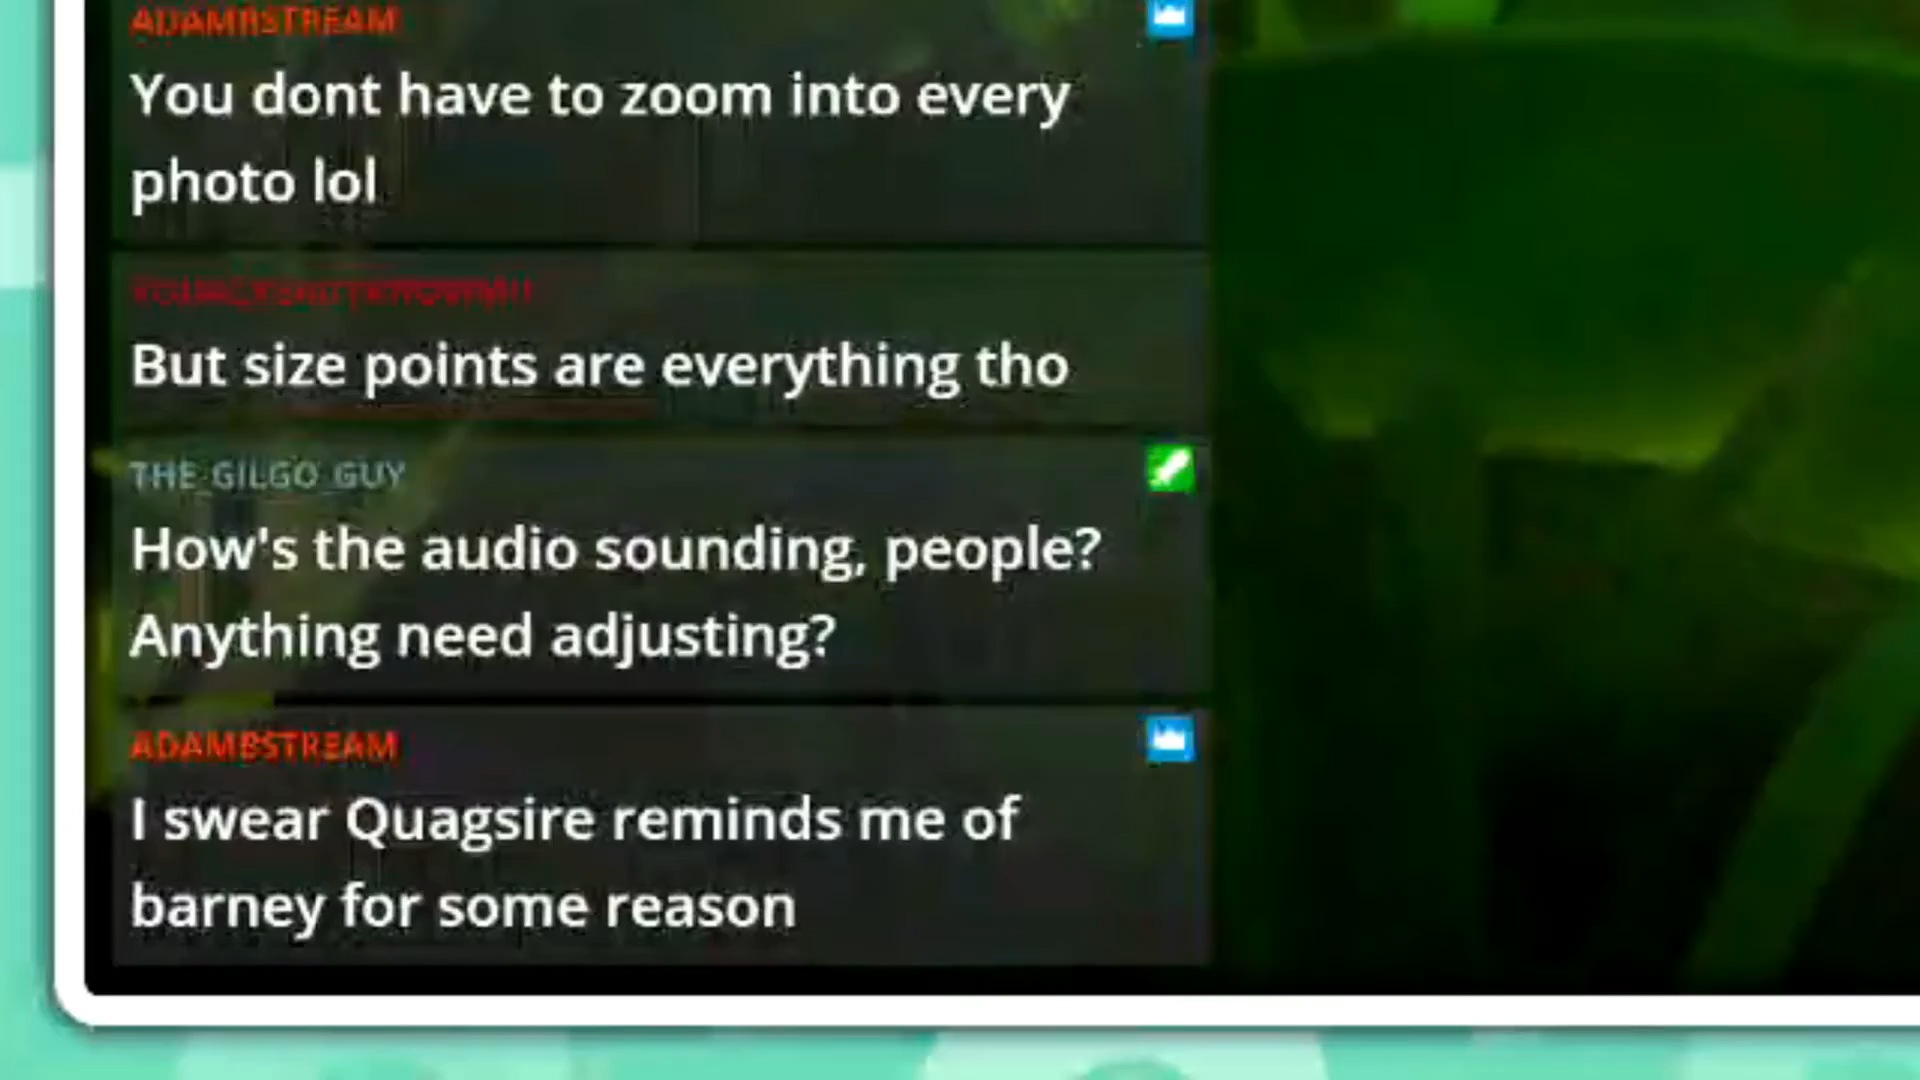 ADAMBSTREAM
You dont have to zoom into every
photo lol
But size points are everything tho
THE_GILGO_GUY
How's the audio sounding, people?
Anything need adjusting?
ADAMBSTREAM
I swear Quagsire reminds me of
barney for some reason